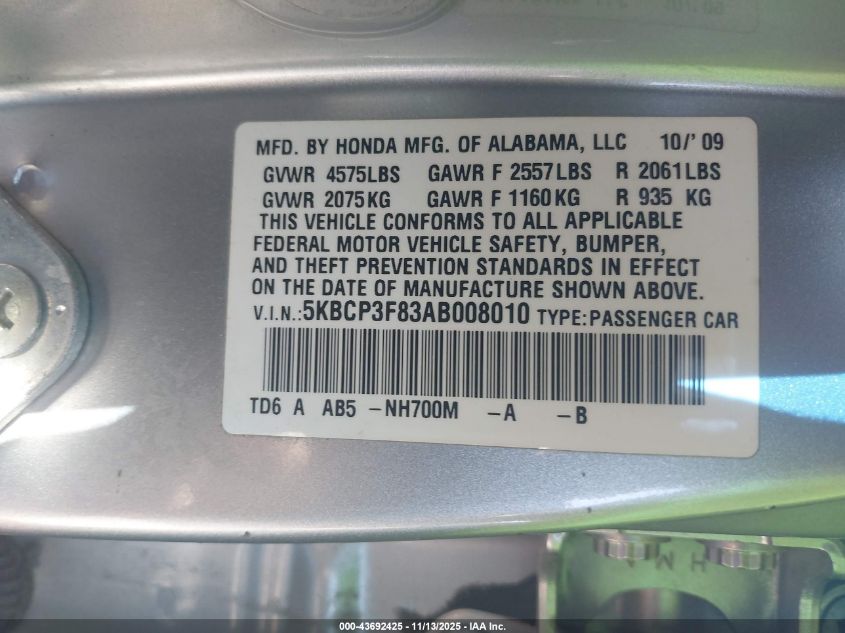 MFD. BY HONDA MFG. OF ALABAMA, LLC 10/'09
GVWR 4575LBS GAWR F 2557LBS R 2061LBS
GVWR 2075KG GAWR F 1160KG R 935 KG
THIS VEHICLE CONFORMS TO ALL APPLICABLE
FEDERAL MOTOR VEHICLE SAFETY, BUMPER,
AND THEFT PREVENTION STANDARDS IN EFFECT
ON THE DATE OF MANUFACTURE SHOWN ABOVE.
V.I.N.:5KBCP3F83AB008010 TYPE:PASSENGER CAR
TD6 A AB5 -NH700M -A -B
H M
000-43692425 - 11/13/2025 - IAA Inc.